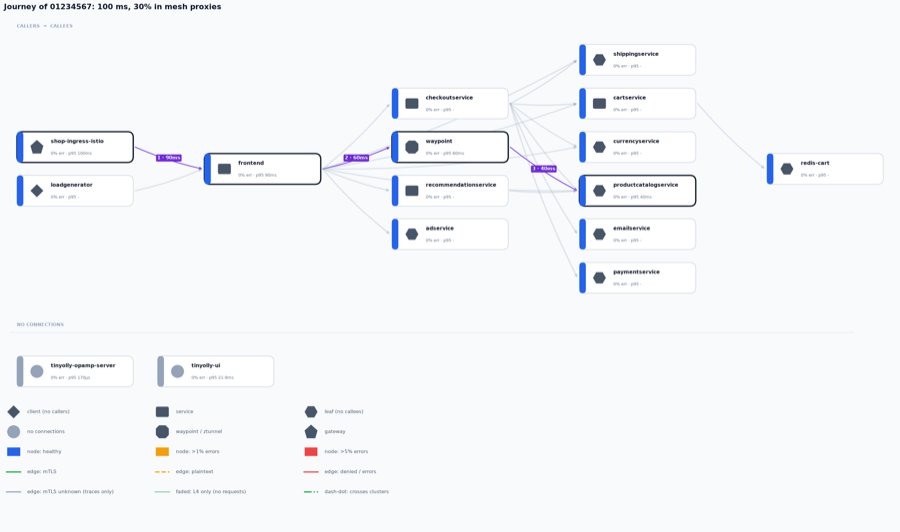 Journey of 01234567: 100 ms, 30% in mesh proxies
CALLERS → CALLEES
shippingservice
0% err · p95 -
checkoutservice
0% err · p95 -
cartservice
0% err · p95 -
shop-ingress-istio
0% err · p95 100ms
1 · 90ms
frontend
0% err · p95 90ms
2 · 60ms
waypoint
0% err · p95 60ms
currencyservice
0% err · p95 -
3 · 40ms
redis-cart
0% err · p95 -
loadgenerator
0% err · p95 -
recommendationservice
0% err · p95 -
productcatalogservice
0% err · p95 40ms
adservice
0% err · p95 -
emailservice
0% err · p95 -
paymentservice
0% err · p95 -
NO CONNECTIONS
tinyolly-opamp-server
0% err · p95 170µs
tinyolly-ui
0% err · p95 21.8ms
client (no callers)
service
leaf (no callees)
no connections
waypoint / ztunnel
gateway
node: healthy
node: >1% errors
node: >5% errors
edge: mTLS
edge: plaintext
edge: denied / errors
edge: mTLS unknown (traces only)
faded: L4 only (no requests)
dash-dot: crosses clusters